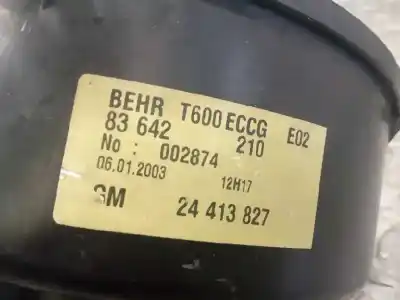 BEHR T600 ECCG E02
83 642 210
No : 002874
06.01.2003 12H17
GM 24 413 827